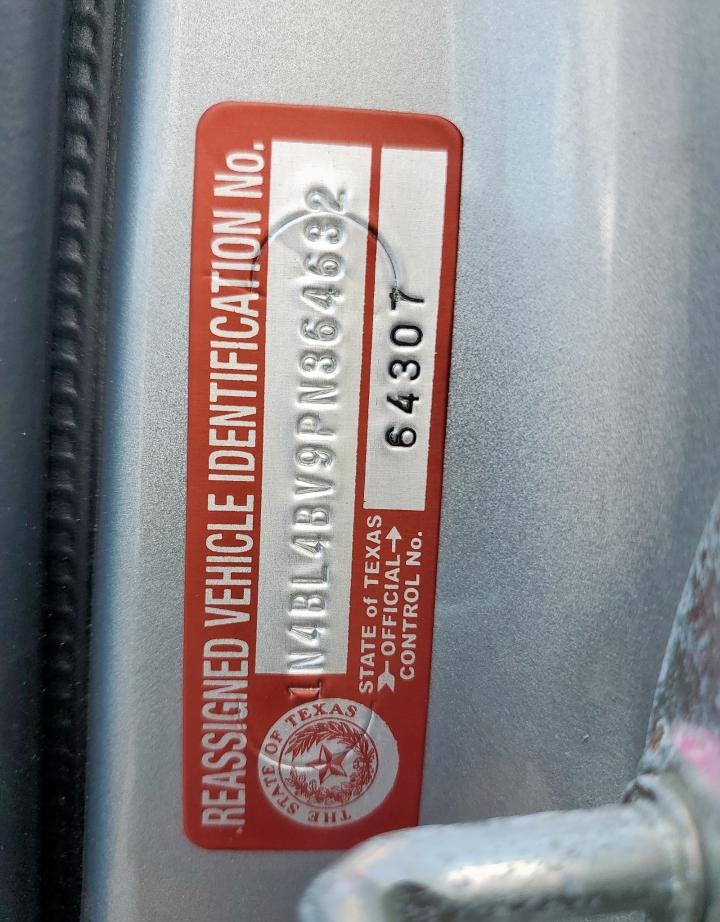 REASSIGNED VEHICLE IDENTIFICATION No.
1N4BL4BV9PN364632
THE STATE OF TEXAS
STATE of TEXAS
OFFICIAL
CONTROL No.
64307